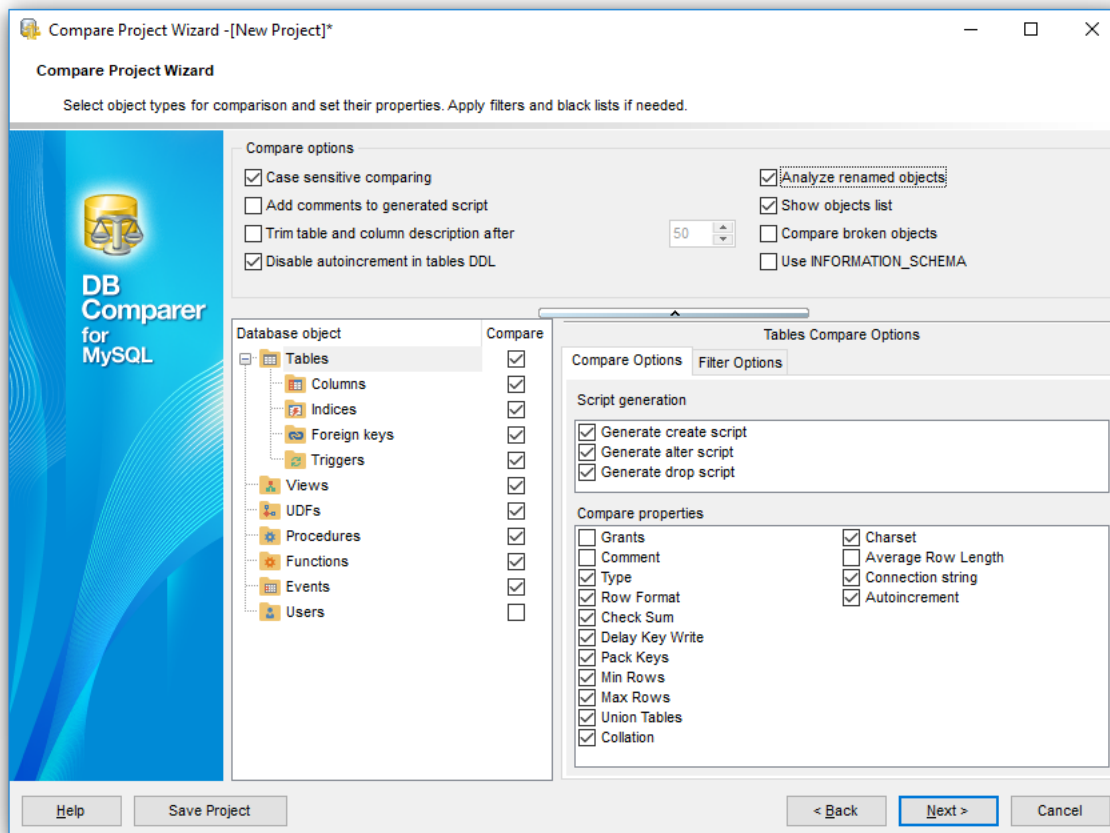 Compare Project Wizard -[New Project]*
Compare Project Wizard
Select object types for comparison and set their properties. Apply filters and black lists if needed.
DB
Comparer
for
MySQL
Compare options
Case sensitive comparing
Add comments to generated script
Trim table and column description after 50
Disable autoincrement in tables DDL
Analyze renamed objects
Show objects list
Compare broken objects
Use INFORMATION_SCHEMA
Database object Compare
Tables
Columns
Indices
Foreign keys
Triggers
Views
UDFs
Procedures
Functions
Events
Users
Tables Compare Options
Compare Options Filter Options
Script generation
Generate create script
Generate alter script
Generate drop script
Compare properties
Grants
Comment
Type
Row Format
Check Sum
Delay Key Write
Pack Keys
Min Rows
Max Rows
Union Tables
Collation
Charset
Average Row Length
Connection string
Autoincrement
Help Save Project < Back Next > Cancel